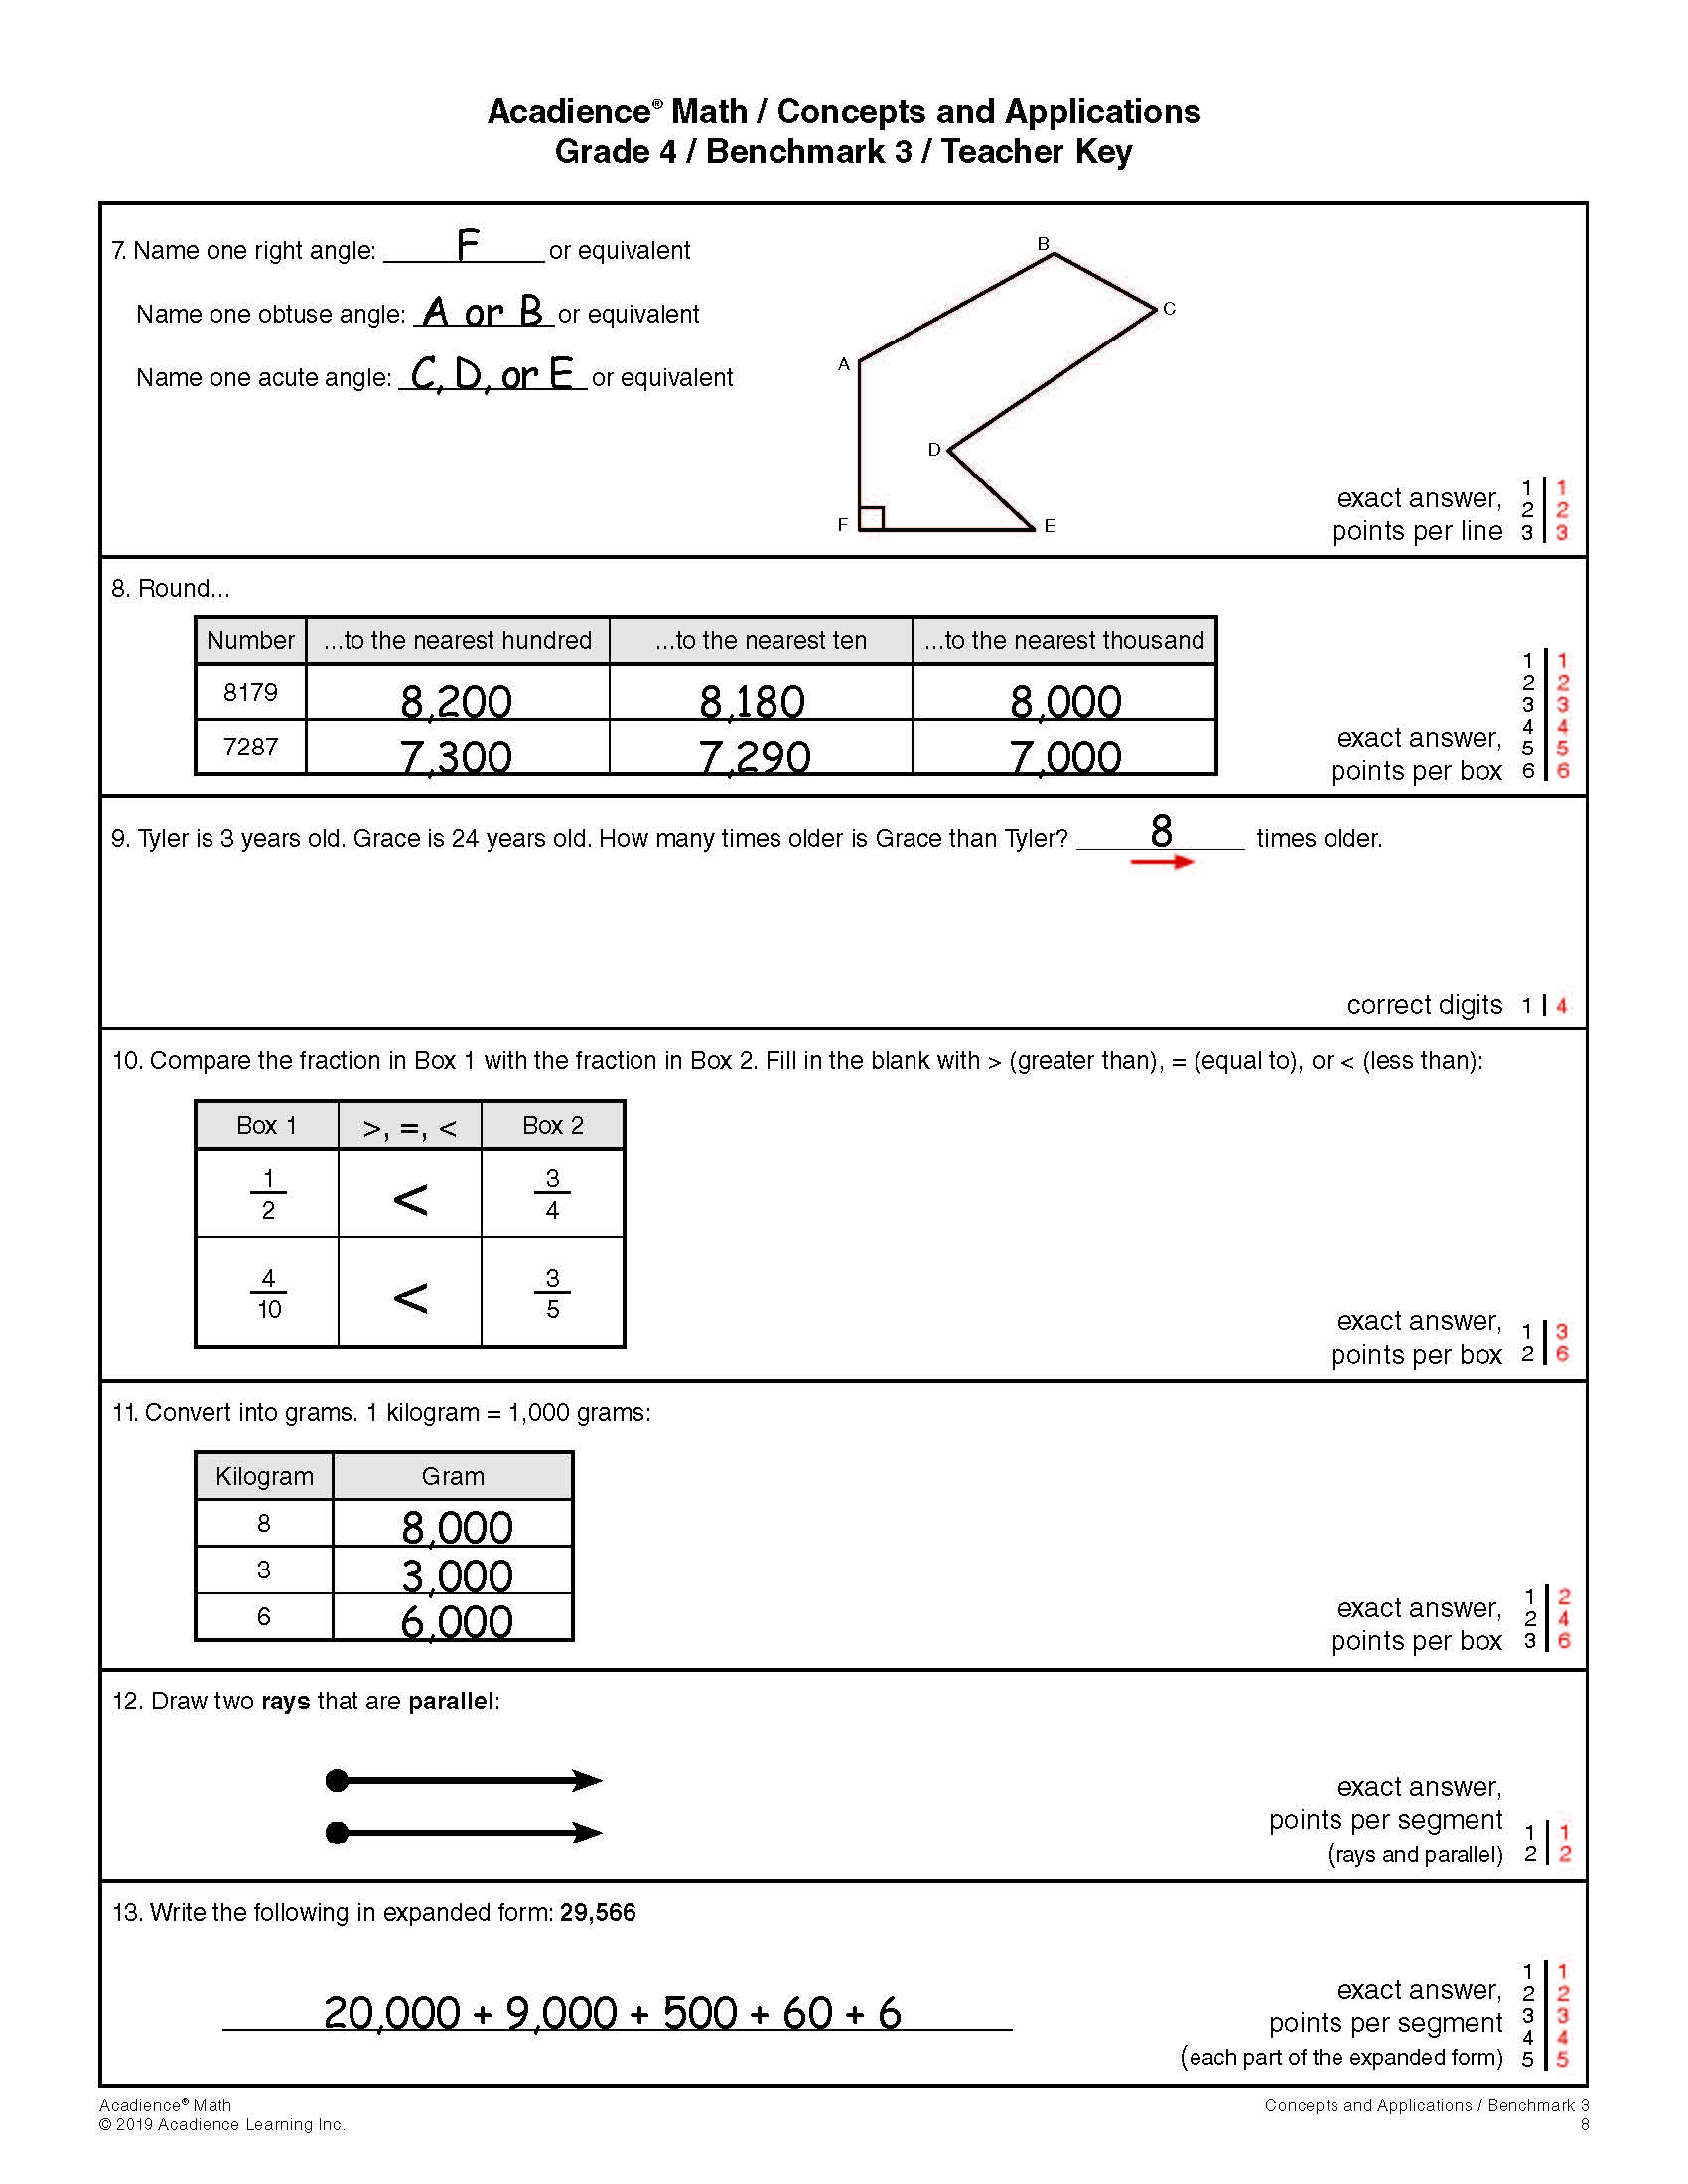 Acadience® Math / Concepts and Applications
Grade 4 / Benchmark 3 / Teacher Key
7. Name one right angle: F or equivalent
Name one obtuse angle: A or B or equivalent
Name one acute angle: C, D, or E or equivalent
B
C
A
D
F
E
exact answer,
points per line
1 | 1
2 | 2
3 | 3
8. Round...
Number ...to the nearest hundred ...to the nearest ten ...to the nearest thousand
8179 8,200 8,180 8,000
7287 7,300 7,290 7,000
exact answer,
points per box
1 | 1
2 | 2
3 | 3
4 | 4
5 | 5
6 | 6
9. Tyler is 3 years old. Grace is 24 years old. How many times older is Grace than Tyler? 8 times older.
correct digits 1 | 4
10. Compare the fraction in Box 1 with the fraction in Box 2. Fill in the blank with > (greater than), = (equal to), or < (less than):
Box 1 >, =, < Box 2
1/2 < 3/4
4/10 < 3/5
exact answer,
points per box
1 | 3
2 | 6
11. Convert into grams. 1 kilogram = 1,000 grams:
Kilogram Gram
8 8,000
3 3,000
6 6,000
exact answer,
points per box
1 | 2
2 | 4
3 | 6
12. Draw two rays that are parallel:
exact answer,
points per segment
(rays and parallel)
1 | 1
2 | 2
13. Write the following in expanded form: 29,566
20,000 + 9,000 + 500 + 60 + 6
exact answer,
points per segment
(each part of the expanded form)
1 | 1
2 | 2
3 | 3
4 | 4
5 | 5
Acadience® Math
© 2019 Acadience Learning Inc.
Concepts and Applications / Benchmark 3
8